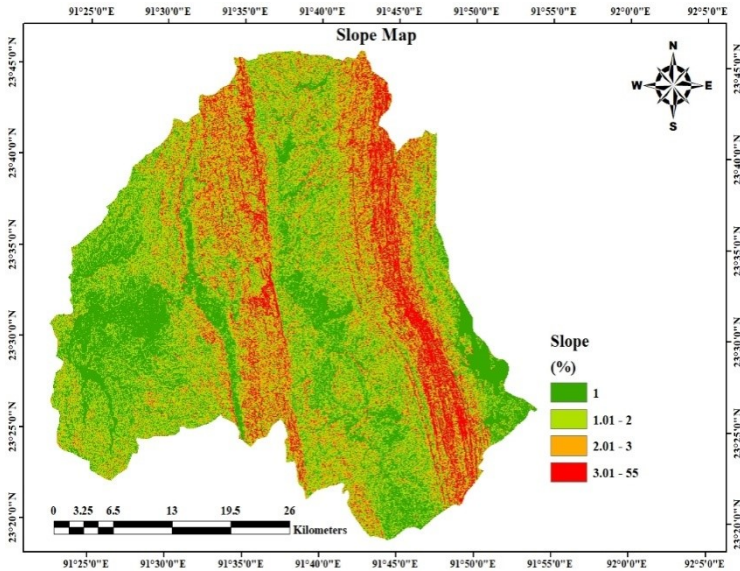 91°25'0"E 91°30'0"E 91°35'0"E 91°40'0"E 91°45'0"E 91°50'0"E 91°55'0"E 92°0'0"E 92°5'0"E
Slope Map
N
W E
S
23°45'0"N 23°45'0"N
23°40'0"N 23°40'0"N
23°35'0"N 23°35'0"N
23°30'0"N 23°30'0"N
23°25'0"N 23°25'0"N
23°20'0"N 23°20'0"N
Slope
(%)
1
1.01 - 2
2.01 - 3
3.01 - 55
0 3.25 6.5 13 19.5 26
Kilometers
91°25'0"E 91°30'0"E 91°35'0"E 91°40'0"E 91°45'0"E 91°50'0"E 91°55'0"E 92°0'0"E 92°5'0"E